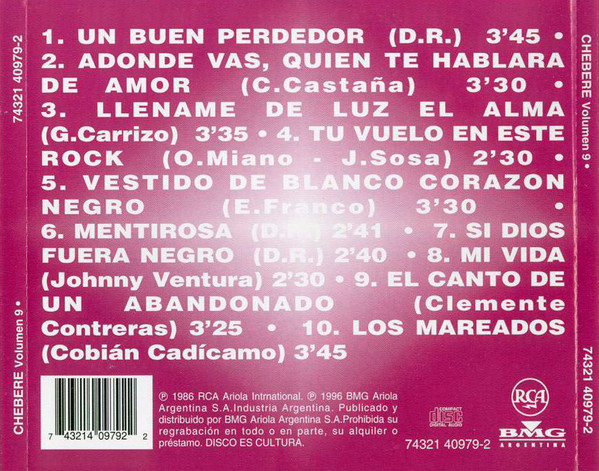 74321 40979-2
CHEBERE Volumen 9 •
1. UN BUEN PERDEDOR (D.R.) 3'45 •
2. ADONDE VAS, QUIEN TE HABLARA
DE AMOR (C.Castaña) 3'30 •
3. LLENAME DE LUZ EL ALMA
(G.Carrizo) 3'35 • 4. TU VUELO EN ESTE
ROCK (O.Miano - J.Sosa) 2'30 •
5. VESTIDO DE BLANCO CORAZON
NEGRO (E.Franco) 3'30 •
6. MENTIROSA (D.R.) 2'41 • 7. SI DIOS
FUERA NEGRO (D.R.) 2'40 • 8. MI VIDA
(Johnny Ventura) 2'30 • 9. EL CANTO DE
UN ABANDONADO (Clemente
Contreras) 3'25 • 10. LOS MAREADOS
(Cobián Cadícamo) 3'45
7 43214 09792 2
℗ 1986 RCA Ariola Intrnational. ℗ 1996 BMG Ariola
Argentina S.A.Industria Argentina. Publicado y
distribuido por BMG Ariola Argentina S.A.Prohibida su
regrabación en todo o en parte, su alquiler o
préstamo. DISCO ES CULTURA.
COMPACT
disc
DIGITAL AUDIO
74321 40979-2
RCA
BMG
ARGENTINA
CHEBERE Volumen 9 •
74321 40979-2